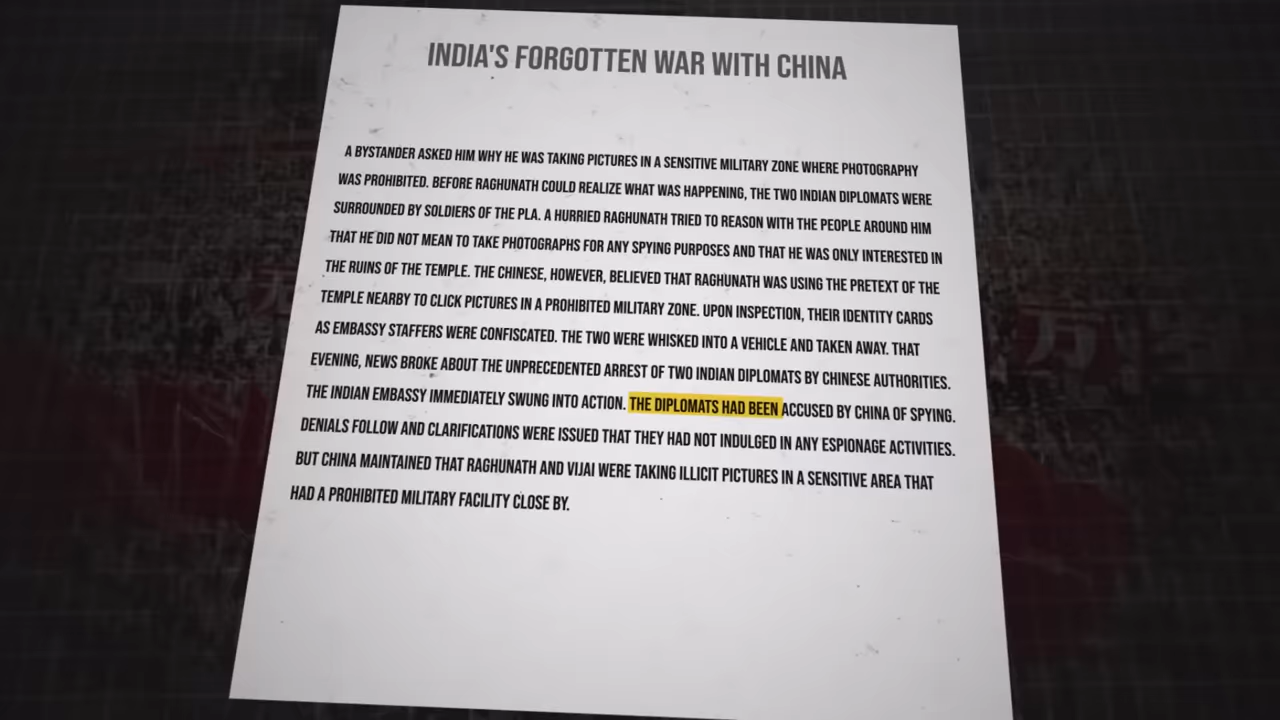 INDIA'S FORGOTTEN WAR WITH CHINA
A BYSTANDER ASKED HIM WHY HE WAS TAKING PICTURES IN A SENSITIVE MILITARY ZONE WHERE PHOTOGRAPHY
WAS PROHIBITED. BEFORE RAGHUNATH COULD REALIZE WHAT WAS HAPPENING, THE TWO INDIAN DIPLOMATS WERE
SURROUNDED BY SOLDIERS OF THE PLA. A HURRIED RAGHUNATH TRIED TO REASON WITH THE PEOPLE AROUND HIM
THAT HE DID NOT MEAN TO TAKE PHOTOGRAPHS FOR ANY SPYING PURPOSES AND THAT HE WAS ONLY INTERESTED IN
THE RUINS OF THE TEMPLE. THE CHINESE, HOWEVER, BELIEVED THAT RAGHUNATH WAS USING THE PRETEXT OF THE
TEMPLE NEARBY TO CLICK PICTURES IN A PROHIBITED MILITARY ZONE. UPON INSPECTION, THEIR IDENTITY CARDS
AS EMBASSY STAFFERS WERE CONFISCATED. THE TWO WERE WHISKED INTO A VEHICLE AND TAKEN AWAY. THAT
EVENING, NEWS BROKE ABOUT THE UNPRECEDENTED ARREST OF TWO INDIAN DIPLOMATS BY CHINESE AUTHORITIES.
THE INDIAN EMBASSY IMMEDIATELY SWUNG INTO ACTION. THE DIPLOMATS HAD BEEN ACCUSED BY CHINA OF SPYING.
DENIALS FOLLOW AND CLARIFICATIONS WERE ISSUED THAT THEY HAD NOT INDULGED IN ANY ESPIONAGE ACTIVITIES.
BUT CHINA MAINTAINED THAT RAGHUNATH AND VIJAI WERE TAKING ILLICIT PICTURES IN A SENSITIVE AREA THAT
HAD A PROHIBITED MILITARY FACILITY CLOSE BY.